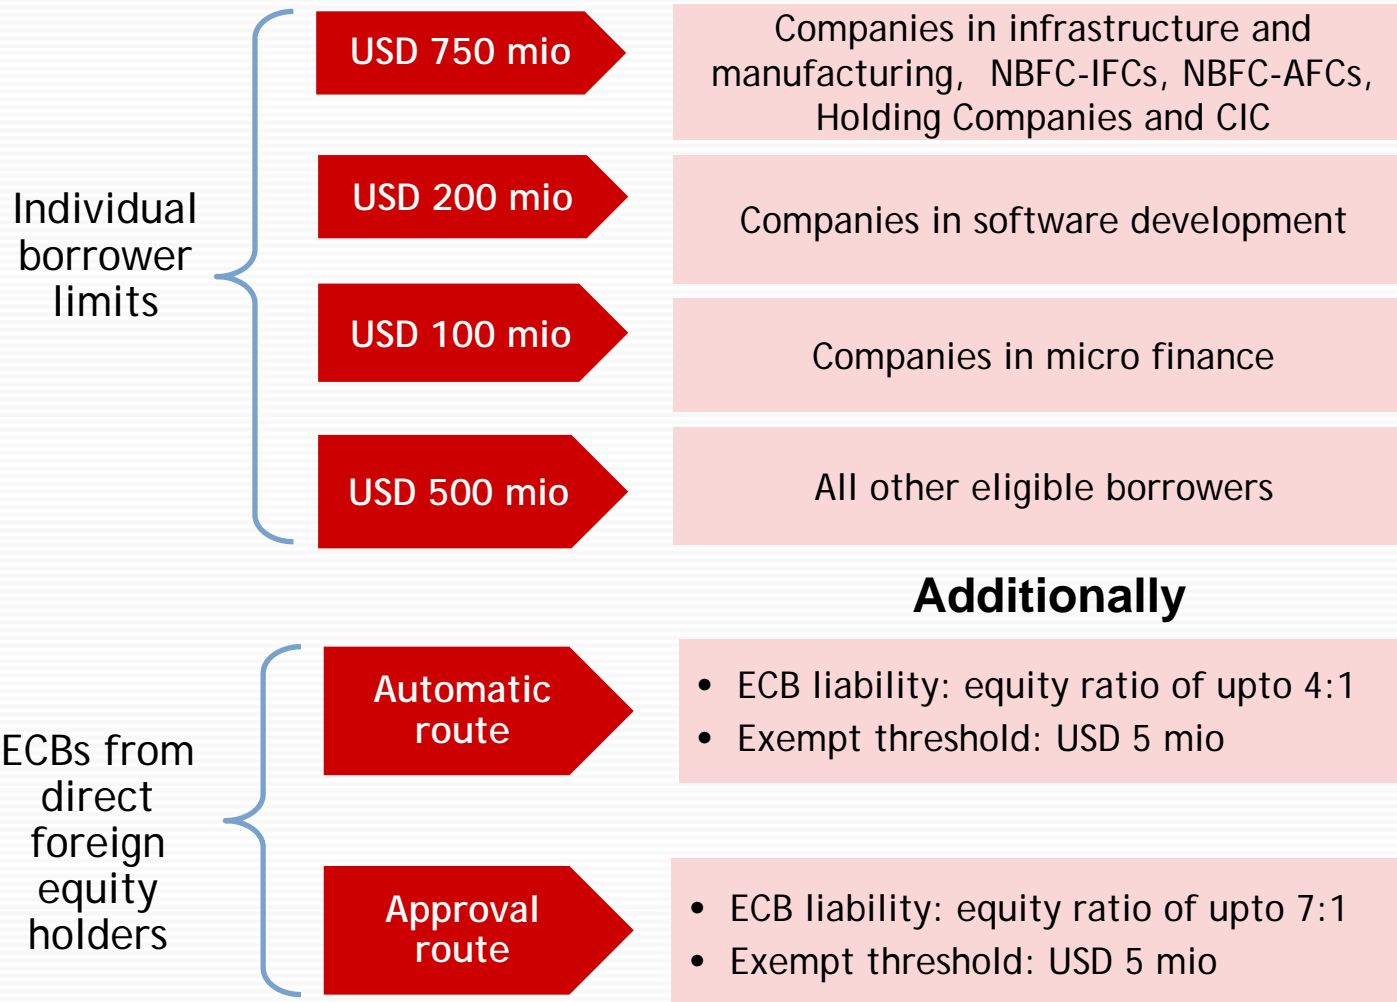 Individual
borrower
limits
USD 750 mio
Companies in infrastructure and
manufacturing, NBFC-IFCs, NBFC-AFCs,
Holding Companies and CIC
USD 200 mio
Companies in software development
USD 100 mio
Companies in micro finance
USD 500 mio
All other eligible borrowers
Additionally
ECBs from
direct
foreign
equity
holders
Automatic
route
• ECB liability: equity ratio of upto 4:1
• Exempt threshold: USD 5 mio
Approval
route
• ECB liability: equity ratio of upto 7:1
• Exempt threshold: USD 5 mio